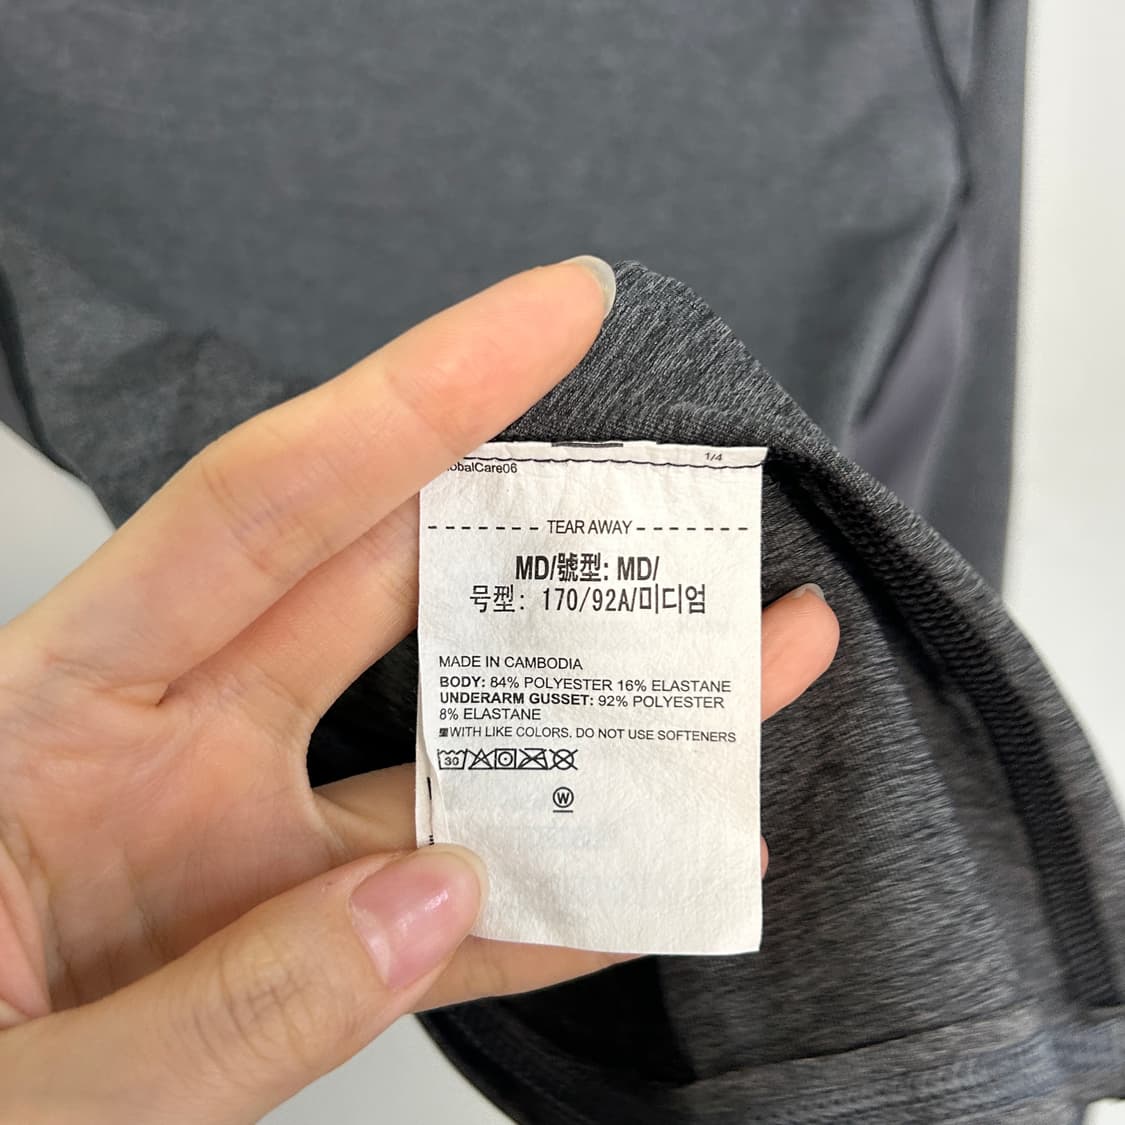 1/4
obalCare06
TEAR AWAY
MD/號型: MD/
号型: 170/92A/미디엄
MADE IN CAMBODIA
BODY: 84% POLYESTER 16% ELASTANE
UNDERARM GUSSET: 92% POLYESTER
8% ELASTANE
WITH LIKE COLORS. DO NOT USE SOFTENERS
30
W